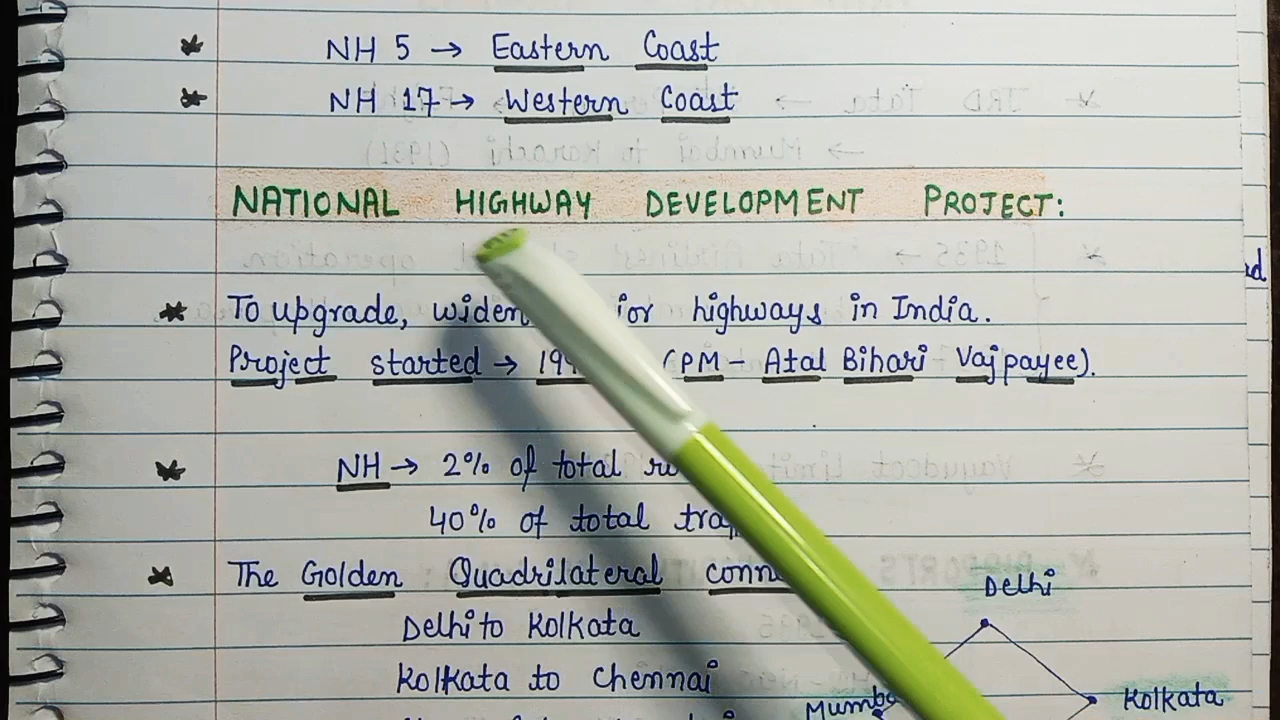 * NH 5 → Eastern Coast
* NH 17 → Western Coast
NATIONAL HIGHWAY DEVELOPMENT PROJECT:
* To upgrade, widen highways in India.
Project started → (PM - Atal Bihari Vajpayee).
* NH → 2% of total
40% of total
* The Golden Quadrilateral
Delhi
Delhi to Kolkata
Kolkata to Chennai
Kolkata